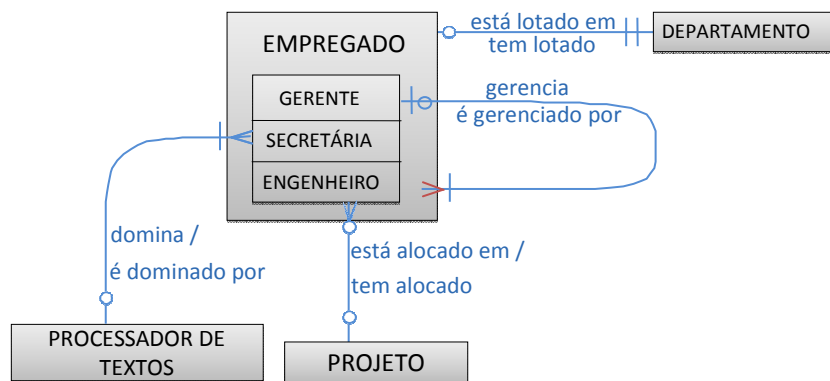 EMPREGADO
está lotado em
tem lotado
DEPARTAMENTO
GERENTE
gerencia
é gerenciado por
SECRETÁRIA
ENGENHEIRO
domina /
é dominado por
está alocado em /
tem alocado
PROCESSADOR DE
TEXTOS
PROJETO